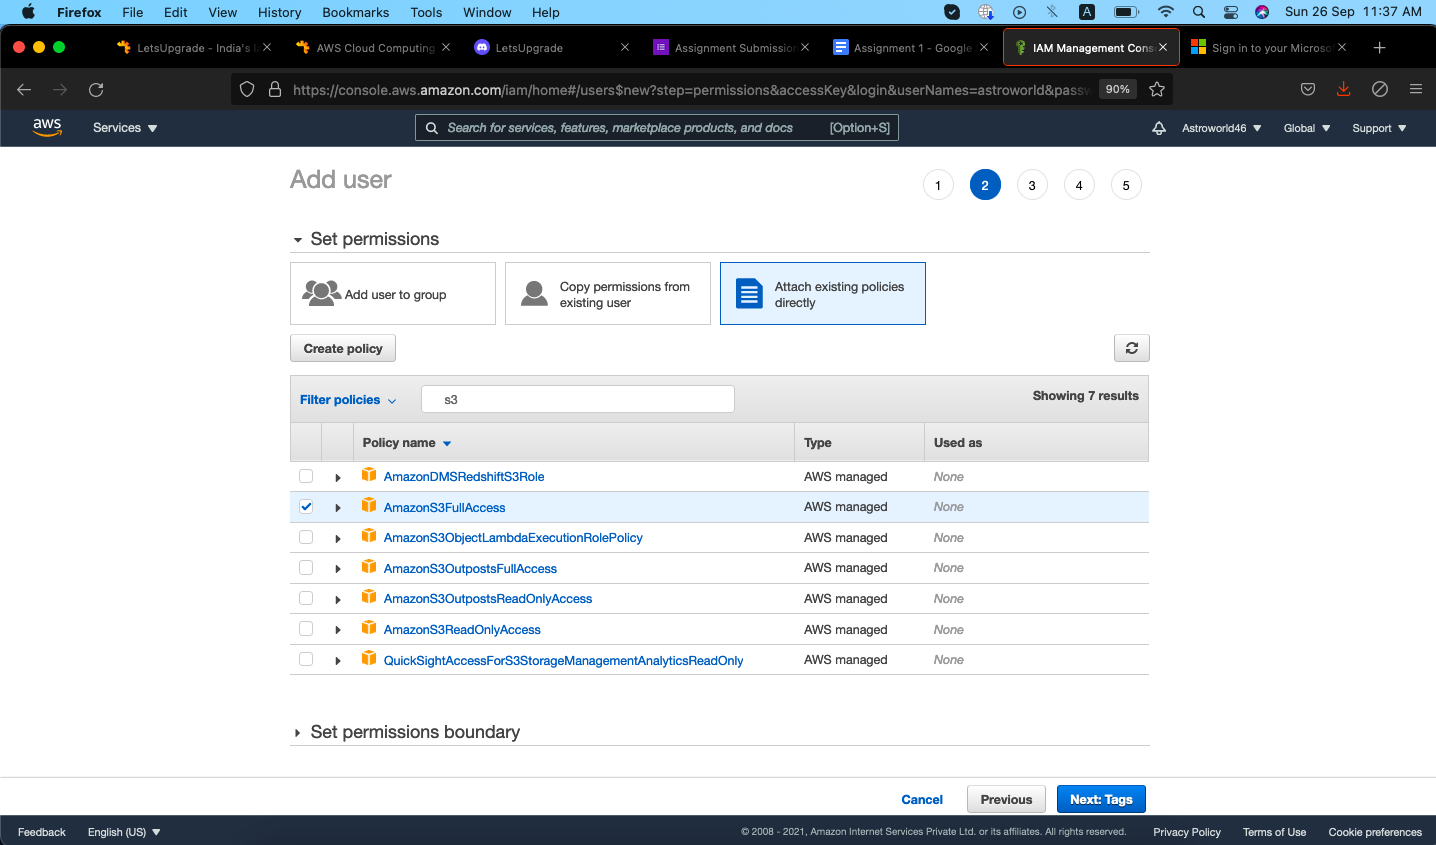 Firefox File Edit View History Bookmarks Tools Window Help A Sun 26 Sep 11:37 AM
LetsUpgrade - India's AWS Cloud Computing LetsUpgrade Assignment Submission Assignment 1 - Google IAM Management Cons Sign in to your Microso
https://console.aws.amazon.com/iam/home#/users$new?step=permissions&accessKey&login&userNames=astroworld&passw 90%
aws Services Search for services, features, marketplace products, and docs [Option+S] Astroworld46 Global Support
Add user 1 2 3 4 5
Set permissions
Add user to group
Copy permissions from
existing user
Attach existing policies
directly
Create policy
Filter policies s3 Showing 7 results
Policy name Type Used as
AmazonDMSRedshiftS3Role AWS managed None
AmazonS3FullAccess AWS managed None
AmazonS3ObjectLambdaExecutionRolePolicy AWS managed None
AmazonS3OutpostsFullAccess AWS managed None
AmazonS3OutpostsReadOnlyAccess AWS managed None
AmazonS3ReadOnlyAccess AWS managed None
QuickSightAccessForS3StorageManagementAnalyticsReadOnly AWS managed None
Set permissions boundary
Cancel Previous Next: Tags
Feedback English (US) © 2008 - 2021, Amazon Internet Services Private Ltd. or its affiliates. All rights reserved. Privacy Policy Terms of Use Cookie preferences